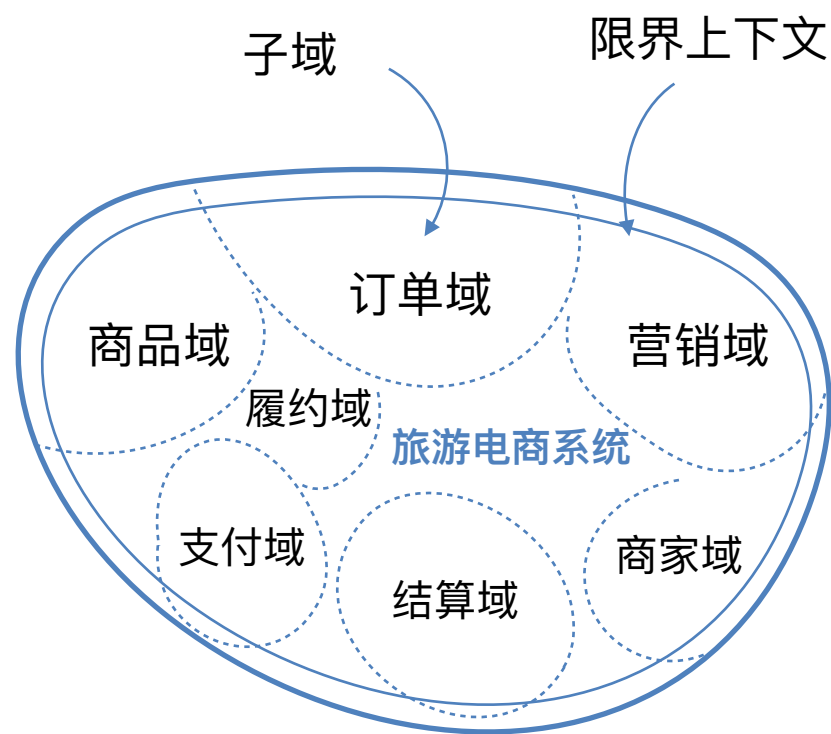 子域
限界上下文
订单域
商品域
营销域
履约域
旅游电商系统
支付域
商家域
结算域